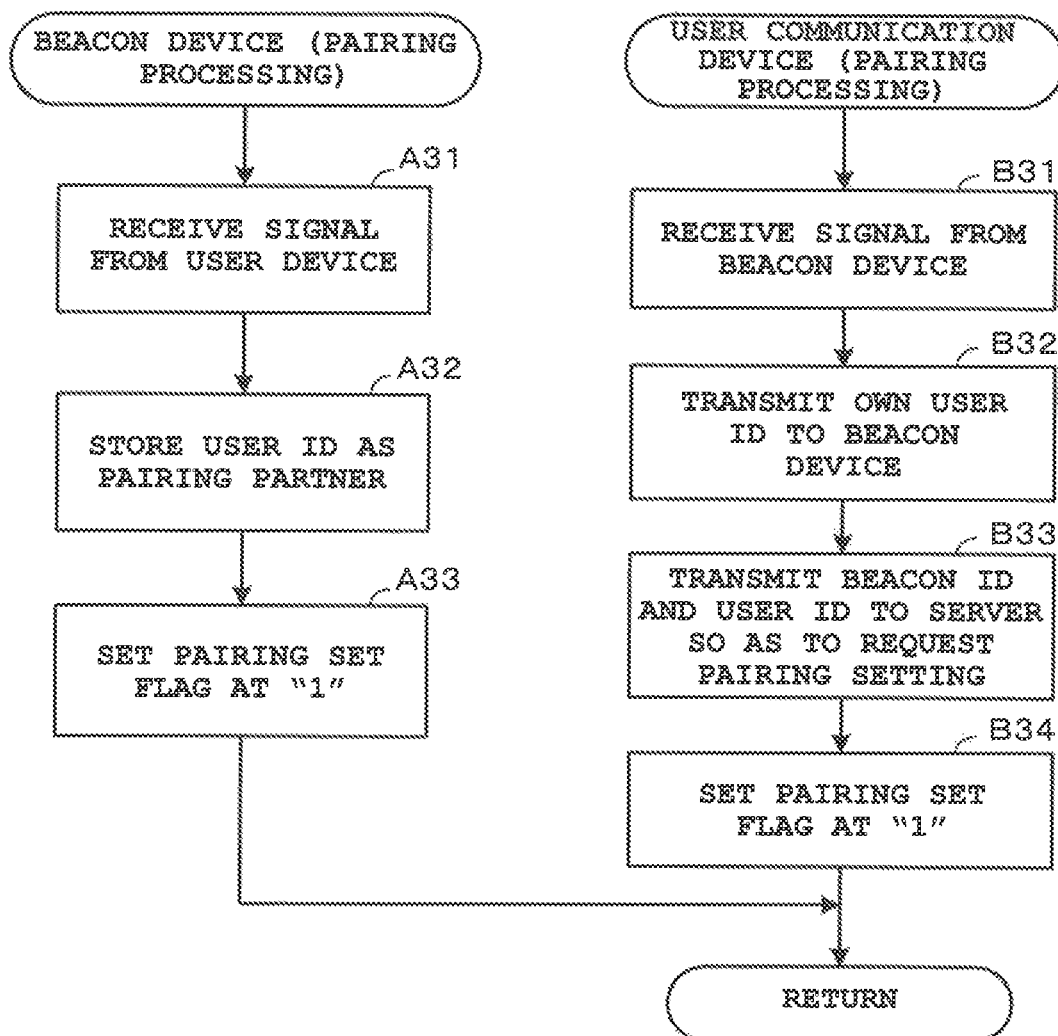 BEACON DEVICE (PAIRING
PROCESSING)
A31
RECEIVE SIGNAL
FROM USER DEVICE
A32
STORE USER ID AS
PAIRING PARTNER
A33
SET PAIRING SET
FLAG AT "1"
USER COMMUNICATION
DEVICE (PAIRING
PROCESSING)
B31
RECEIVE SIGNAL FROM
BEACON DEVICE
B32
TRANSMIT OWN USER
ID TO BEACON
DEVICE
B33
TRANSMIT BEACON ID
AND USER ID TO SERVER
SO AS TO REQUEST
PAIRING SETTING
B34
SET PAIRING SET
FLAG AT "1"
RETURN